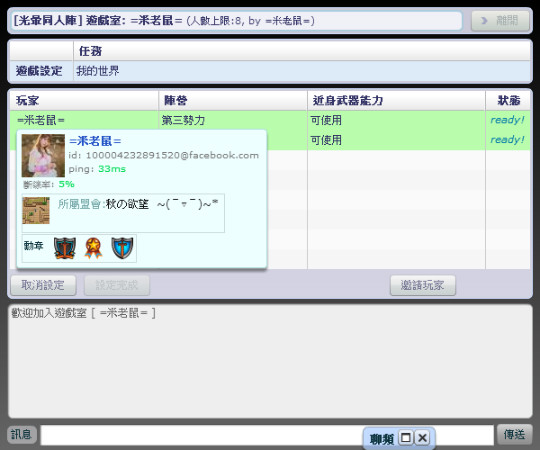 [光暈同人陣] 遊戲室: =米老鼠= (人數上限:8, by =米老鼠=)
離開
任務
遊戲設定 我的世界
玩家 陣營 近身武器能力 狀態
=米老鼠= 第三勢力 可使用 ready!
可使用 ready!
=米老鼠=
id: 100004232891520@facebook.com
ping: 33ms
斷線率: 5%
所屬盟會:秋の欲望 ~(¯▿¯)~*
勳章
取消設定 設定完成 邀請玩家
歡迎加入遊戲室 [ =米老鼠= ]
訊息 聊頻 傳送